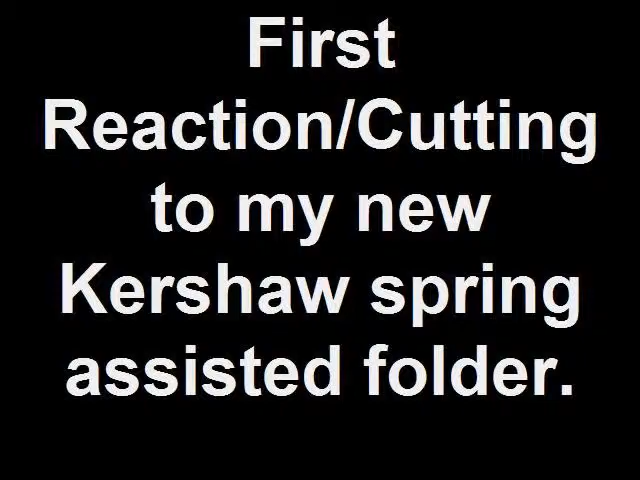 First
Reaction/Cutting
to my new
Kershaw spring
assisted folder.